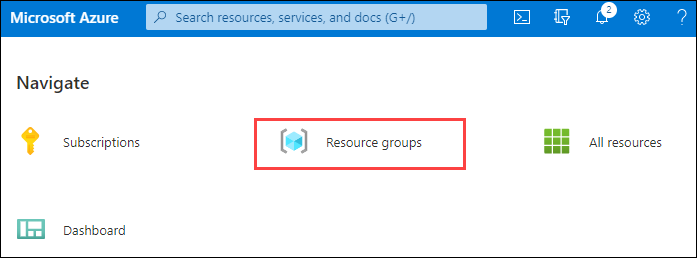 Microsoft Azure
Search resources, services, and docs (G+/)
2
Navigate
Subscriptions
Resource groups
All resources
Dashboard